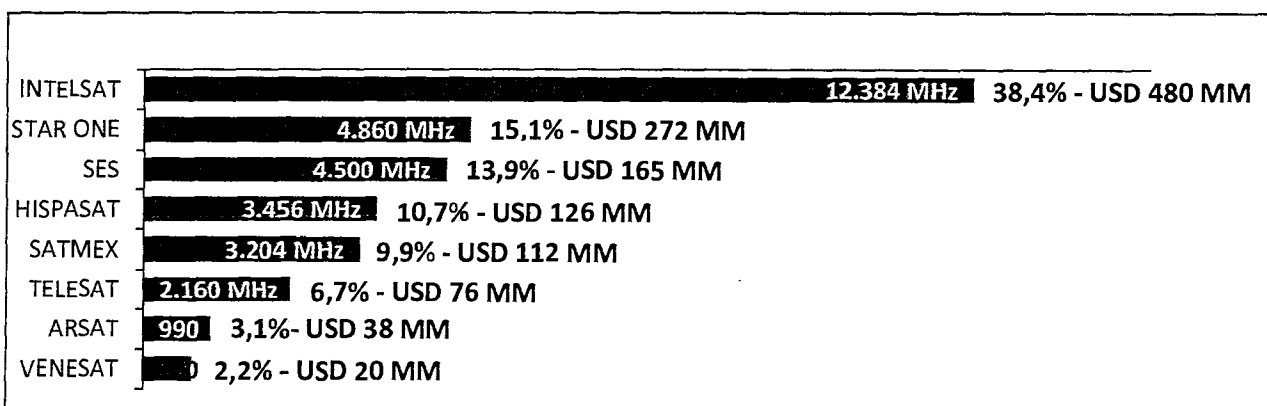 INTELSAT 12.384 MHz 38,4% - USD 480 MM
STAR ONE 4.860 MHz 15,1% - USD 272 MM
SES 4.500 MHz 13,9% - USD 165 MM
HISPASAT 3.456 MHz 10,7% - USD 126 MM
SATMEX 3.204 MHz 9,9% - USD 112 MM
TELESAT 2.160 MHz 6,7% - USD 76 MM
ARSAT 990 3,1%- USD 38 MM
VENESAT 2,2% - USD 20 MM